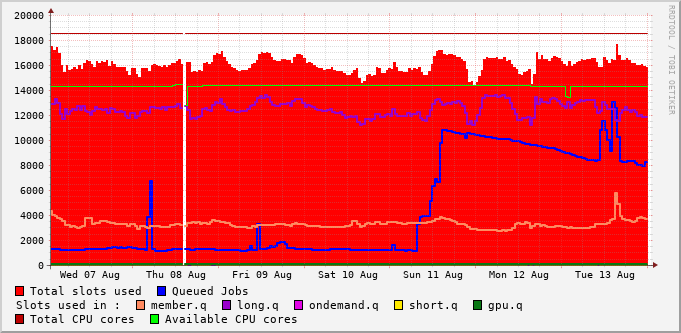 20000
18000
16000
14000
12000
10000
8000
6000
4000
2000
0
Wed 07 Aug Thu 08 Aug Fri 09 Aug Sat 10 Aug Sun 11 Aug Mon 12 Aug Tue 13 Aug
Total slots used Queued Jobs
Slots used in : member.q long.q ondemand.q short.q gpu.q
Total CPU cores Available CPU cores
RRDTOOL / TOBI OETIKER